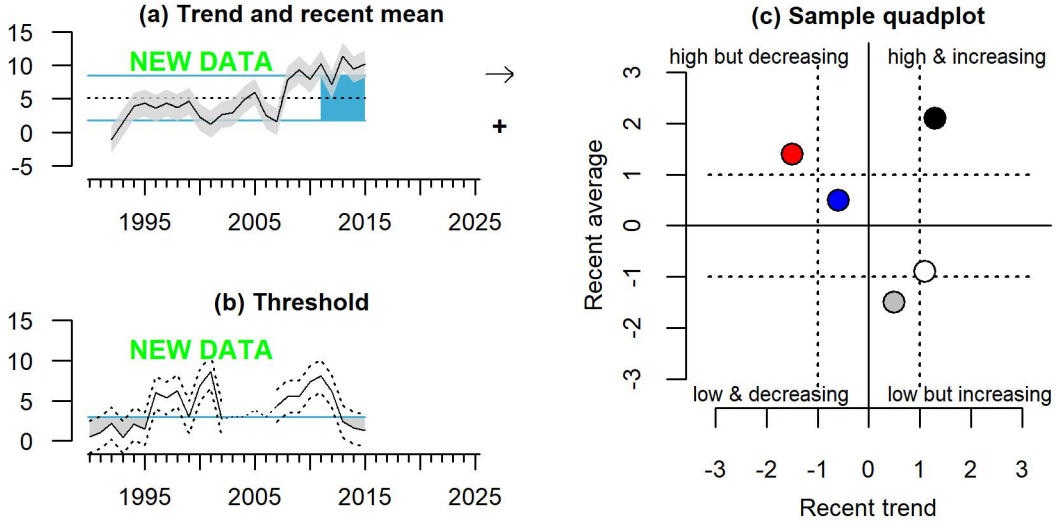 (a) Trend and recent mean
15
10
5
0
-5
NEW DATA
→
+
1995 2005 2015 2025
(b) Threshold
15
10
5
0
NEW DATA
1995 2005 2015 2025
(c) Sample quadplot
high but decreasing high & increasing
Recent average
3
2
1
0
-1
-2
-3
low & decreasing low but increasing
-3 -2 -1 0 1 2 3
Recent trend